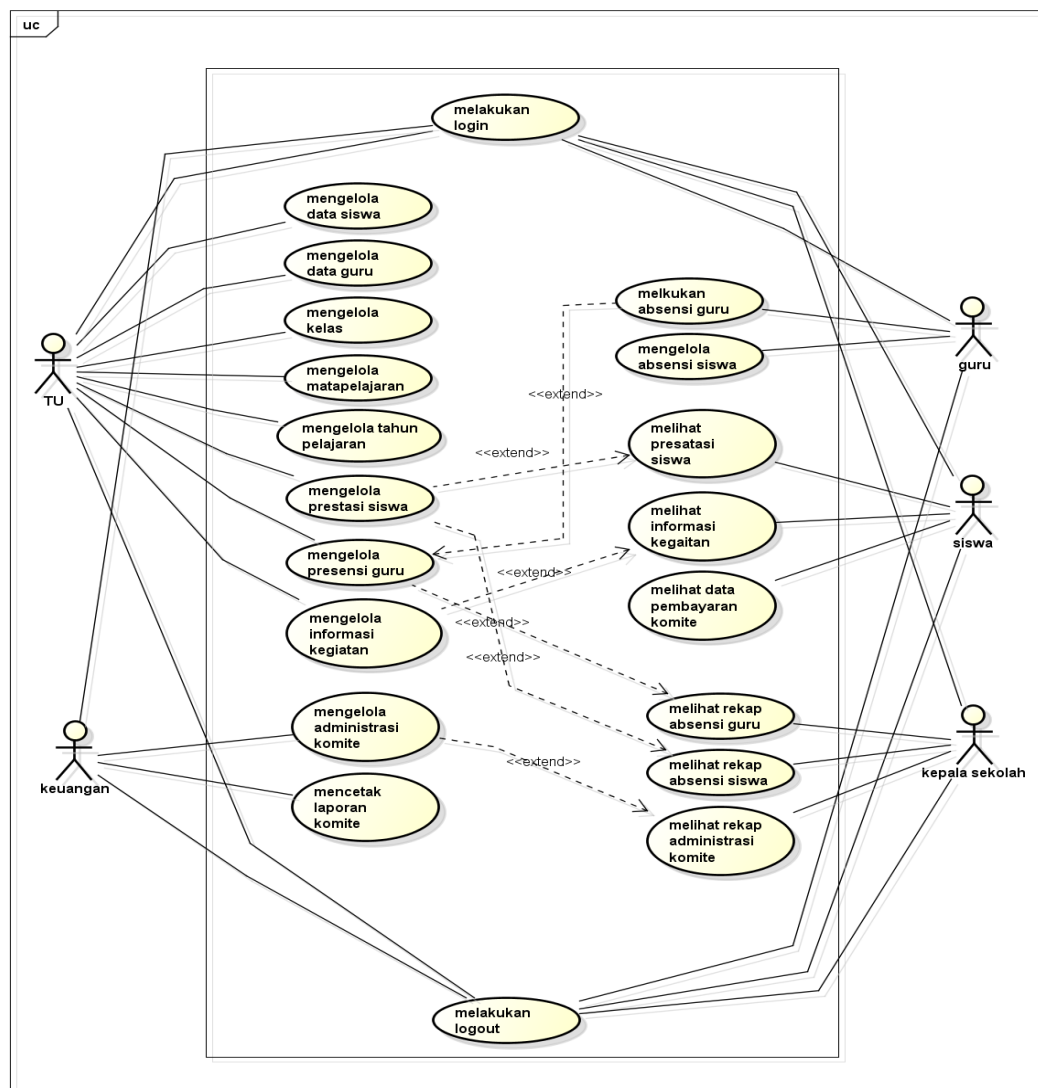 uc
melakukan
login
mengelola
data siswa
mengelola
data guru
mengelola
kelas
mengelola
matapelajaran
mengelola tahun
pelajaran
mengelola
prestasi siswa
mengelola
presensi guru
mengelola
informasi
kegiatan
mengelola
administrasi
komite
mencetak
laporan
komite
melkukan
absensi guru
mengelola
absensi siswa
melihat
presatasi
siswa
melihat
informasi
kegaitan
melihat data
pembayaran
komite
melihat rekap
absensi guru
melihat rekap
absensi siswa
melihat rekap
administrasi
komite
melakukan
logout
<<extend>>
<<extend>>
<<extend>>
<<extend>>
<<extend>>
<<extend>>
TU
keuangan
guru
siswa
kepala sekolah